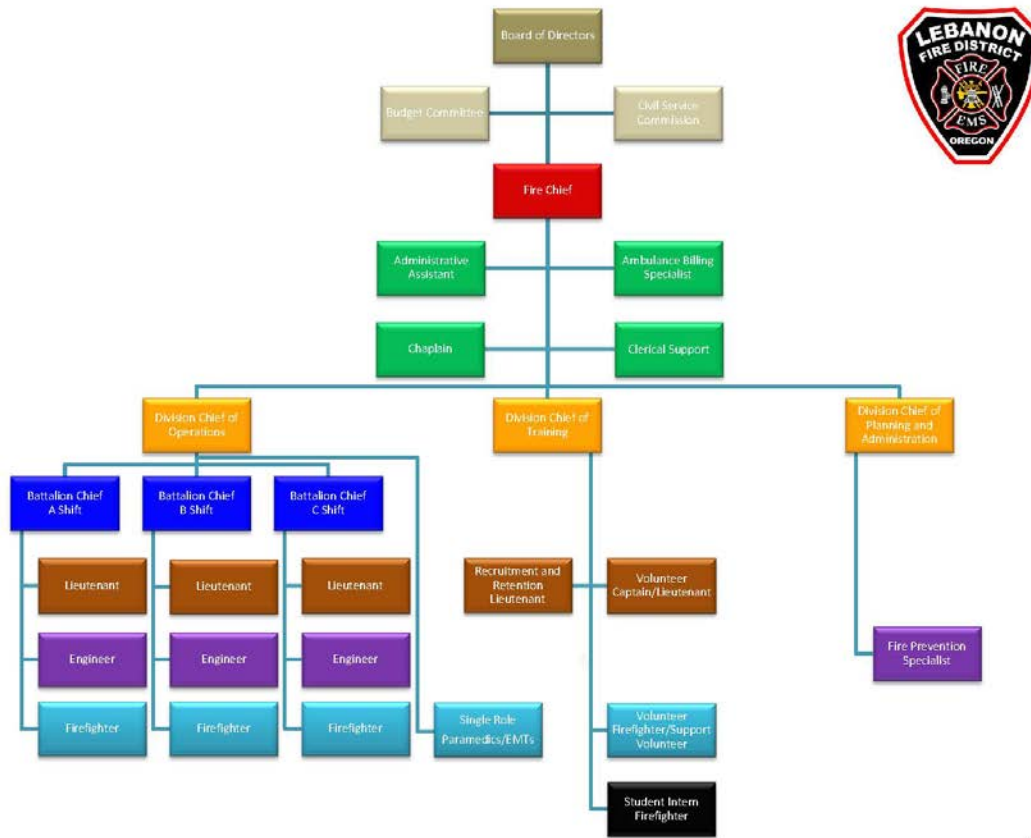 LEBANON
FIRE DISTRICT
FIRE
EMS
OREGON
Board of Directors
Budget Committee
Civil Service
Commission
Fire Chief
Administrative
Assistant
Ambulance Billing
Specialist
Chaplain
Clerical Support
Division Chief of
Operations
Division Chief of
Training
Division Chief of
Planning and
Administration
Battalion Chief
A Shift
Battalion Chief
B Shift
Battalion Chief
C Shift
Lieutenant
Lieutenant
Lieutenant
Recruitment and
Retention
Lieutenant
Volunteer
Captain/Lieutenant
Engineer
Engineer
Engineer
Fire Prevention
Specialist
Firefighter
Firefighter
Firefighter
Single Role
Paramedics/EMTs
Volunteer
Firefighter/Support
Volunteer
Student Intern
Firefighter